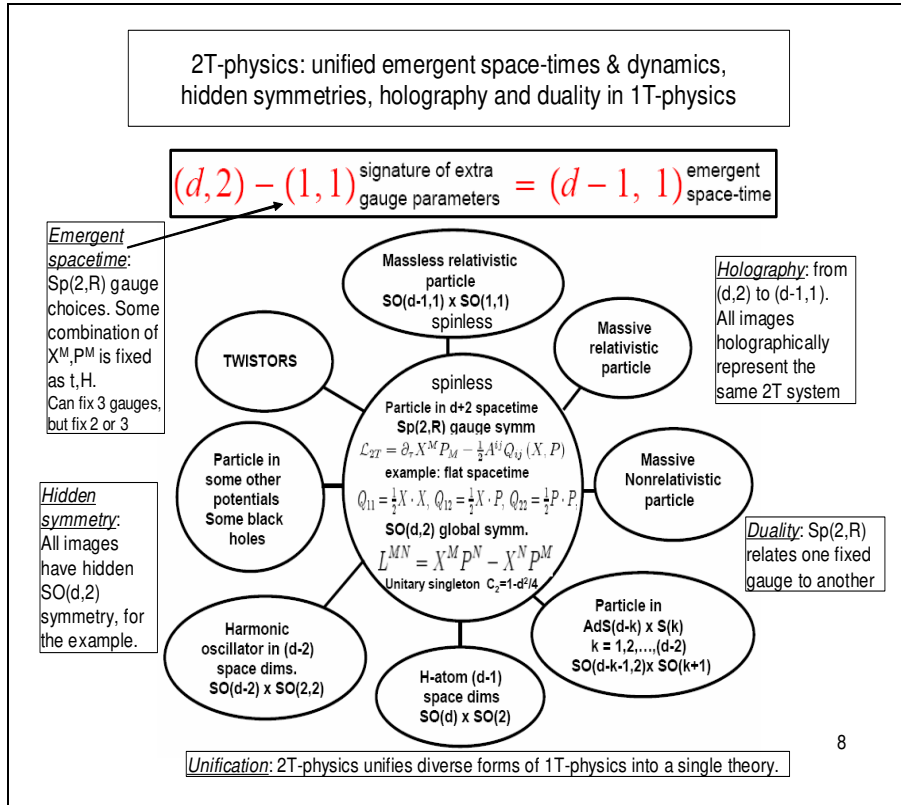 2T-physics: unified emergent space-times & dynamics,
hidden symmetries, holography and duality in 1T-physics
(d,2) − (1,1) signature of extra gauge parameters = (d−1, 1) emergent space-time
Emergent
spacetime:
Sp(2,R) gauge
choices. Some
combination of
X^M,P^M is fixed
as t,H.
Can fix 3 gauges,
but fix 2 or 3
Massless relativistic
particle
SO(d-1,1) x SO(1,1)
spinless
Holography: from
(d,2) to (d-1,1).
All images
holographically
represent the
same 2T system
TWISTORS
Massive
relativistic
particle
spinless
Particle in d+2 spacetime
Sp(2,R) gauge symm
ℒ_{2T} = ∂_τ X^M P_M − ½A^{ij} Q_{ij} (X, P)
example: flat spacetime
Q₁₁ = ½X · X, Q₁₂ = ½X · P, Q₂₂ = ½P · P,
SO(d,2) global symm.
L^{MN} = X^M P^N − X^N P^M
Unitary singleton C₂=1-d²/4
Particle in
some other
potentials
Some black
holes
Massive
Nonrelativistic
particle
Hidden
symmetry:
All images
have hidden
SO(d,2)
symmetry, for
the example.
Duality: Sp(2,R)
relates one fixed
gauge to another
Harmonic
oscillator in (d-2)
space dims.
SO(d-2) x SO(2,2)
H-atom (d-1)
space dims
SO(d) x SO(2)
Particle in
AdS(d-k) x S(k)
k = 1,2,...,(d-2)
SO(d-k-1,2)x SO(k+1)
8
Unification: 2T-physics unifies diverse forms of 1T-physics into a single theory.